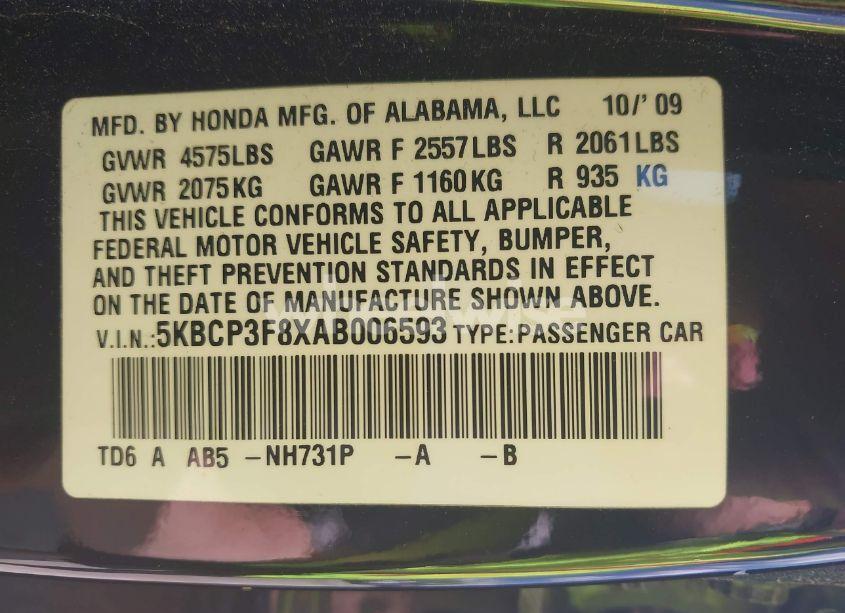 MFD. BY HONDA MFG. OF ALABAMA, LLC 10/' 09
GVWR 4575LBS GAWR F 2557LBS R 2061LBS
GVWR 2075KG GAWR F 1160KG R 935 KG
THIS VEHICLE CONFORMS TO ALL APPLICABLE
FEDERAL MOTOR VEHICLE SAFETY, BUMPER,
AND THEFT PREVENTION STANDARDS IN EFFECT
ON THE DATE OF MANUFACTURE SHOWN ABOVE.
V.I.N.:5KBCP3F8XAB006593 TYPE:PASSENGER CAR
TD6 A AB5 -NH731P -A -B